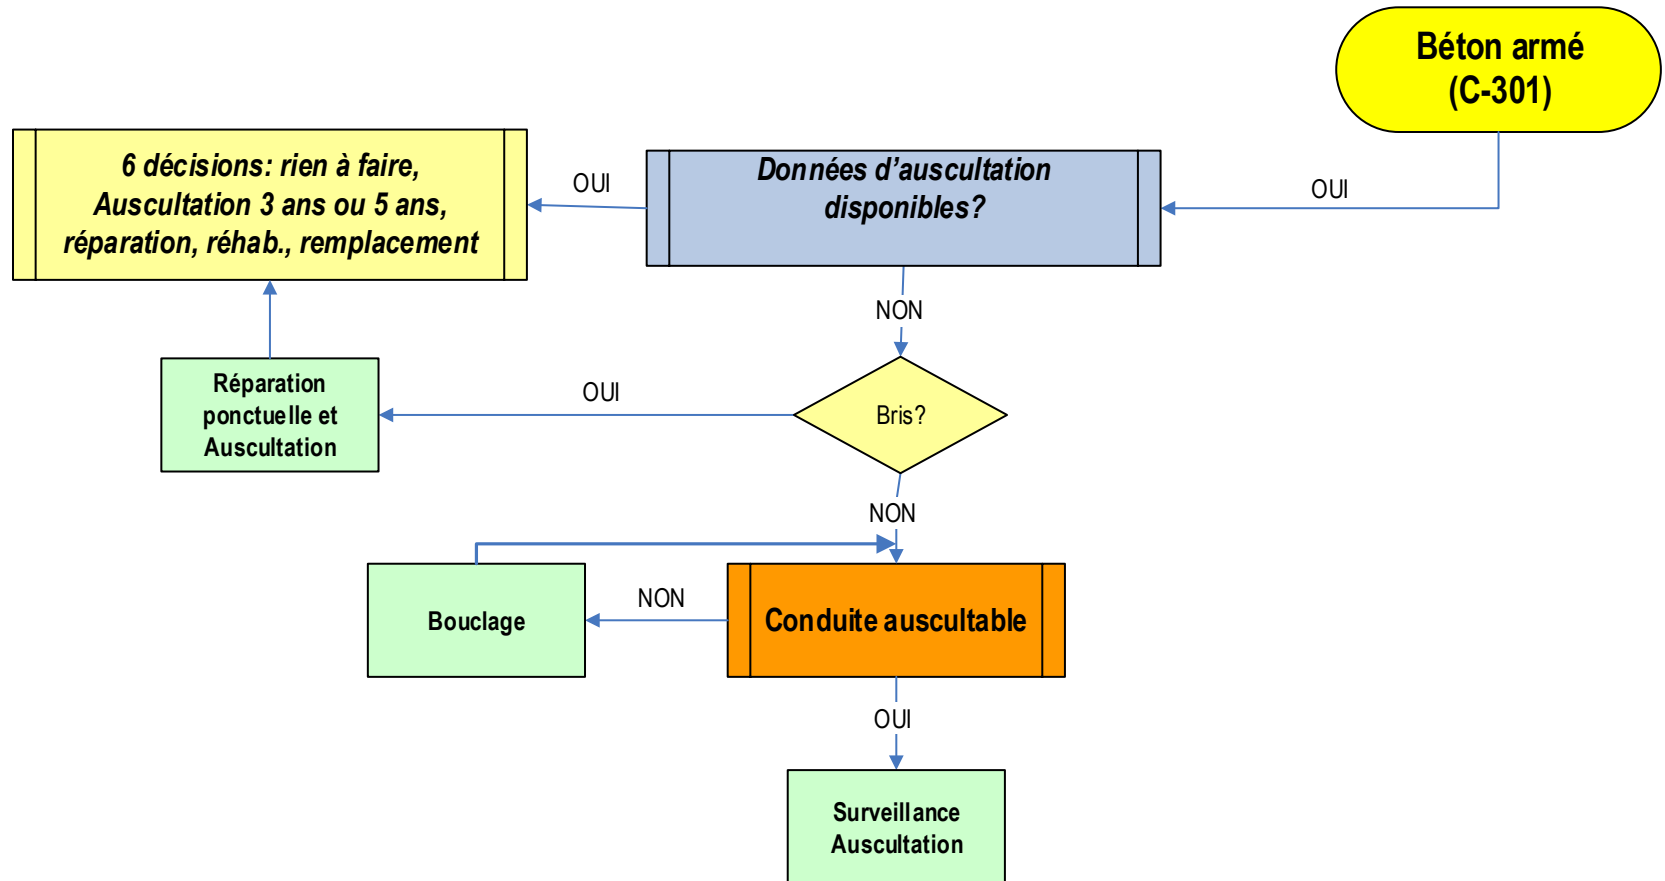 Béton armé
(C-301)
OUI
Données d'auscultation
disponibles?
OUI
6 décisions: rien à faire,
Auscultation 3 ans ou 5 ans,
réparation, réhab., remplacement
NON
Bris?
OUI
Réparation
ponctuelle et
Auscultation
NON
Conduite auscultable
NON
Bouclage
OUI
Surveillance
Auscultation